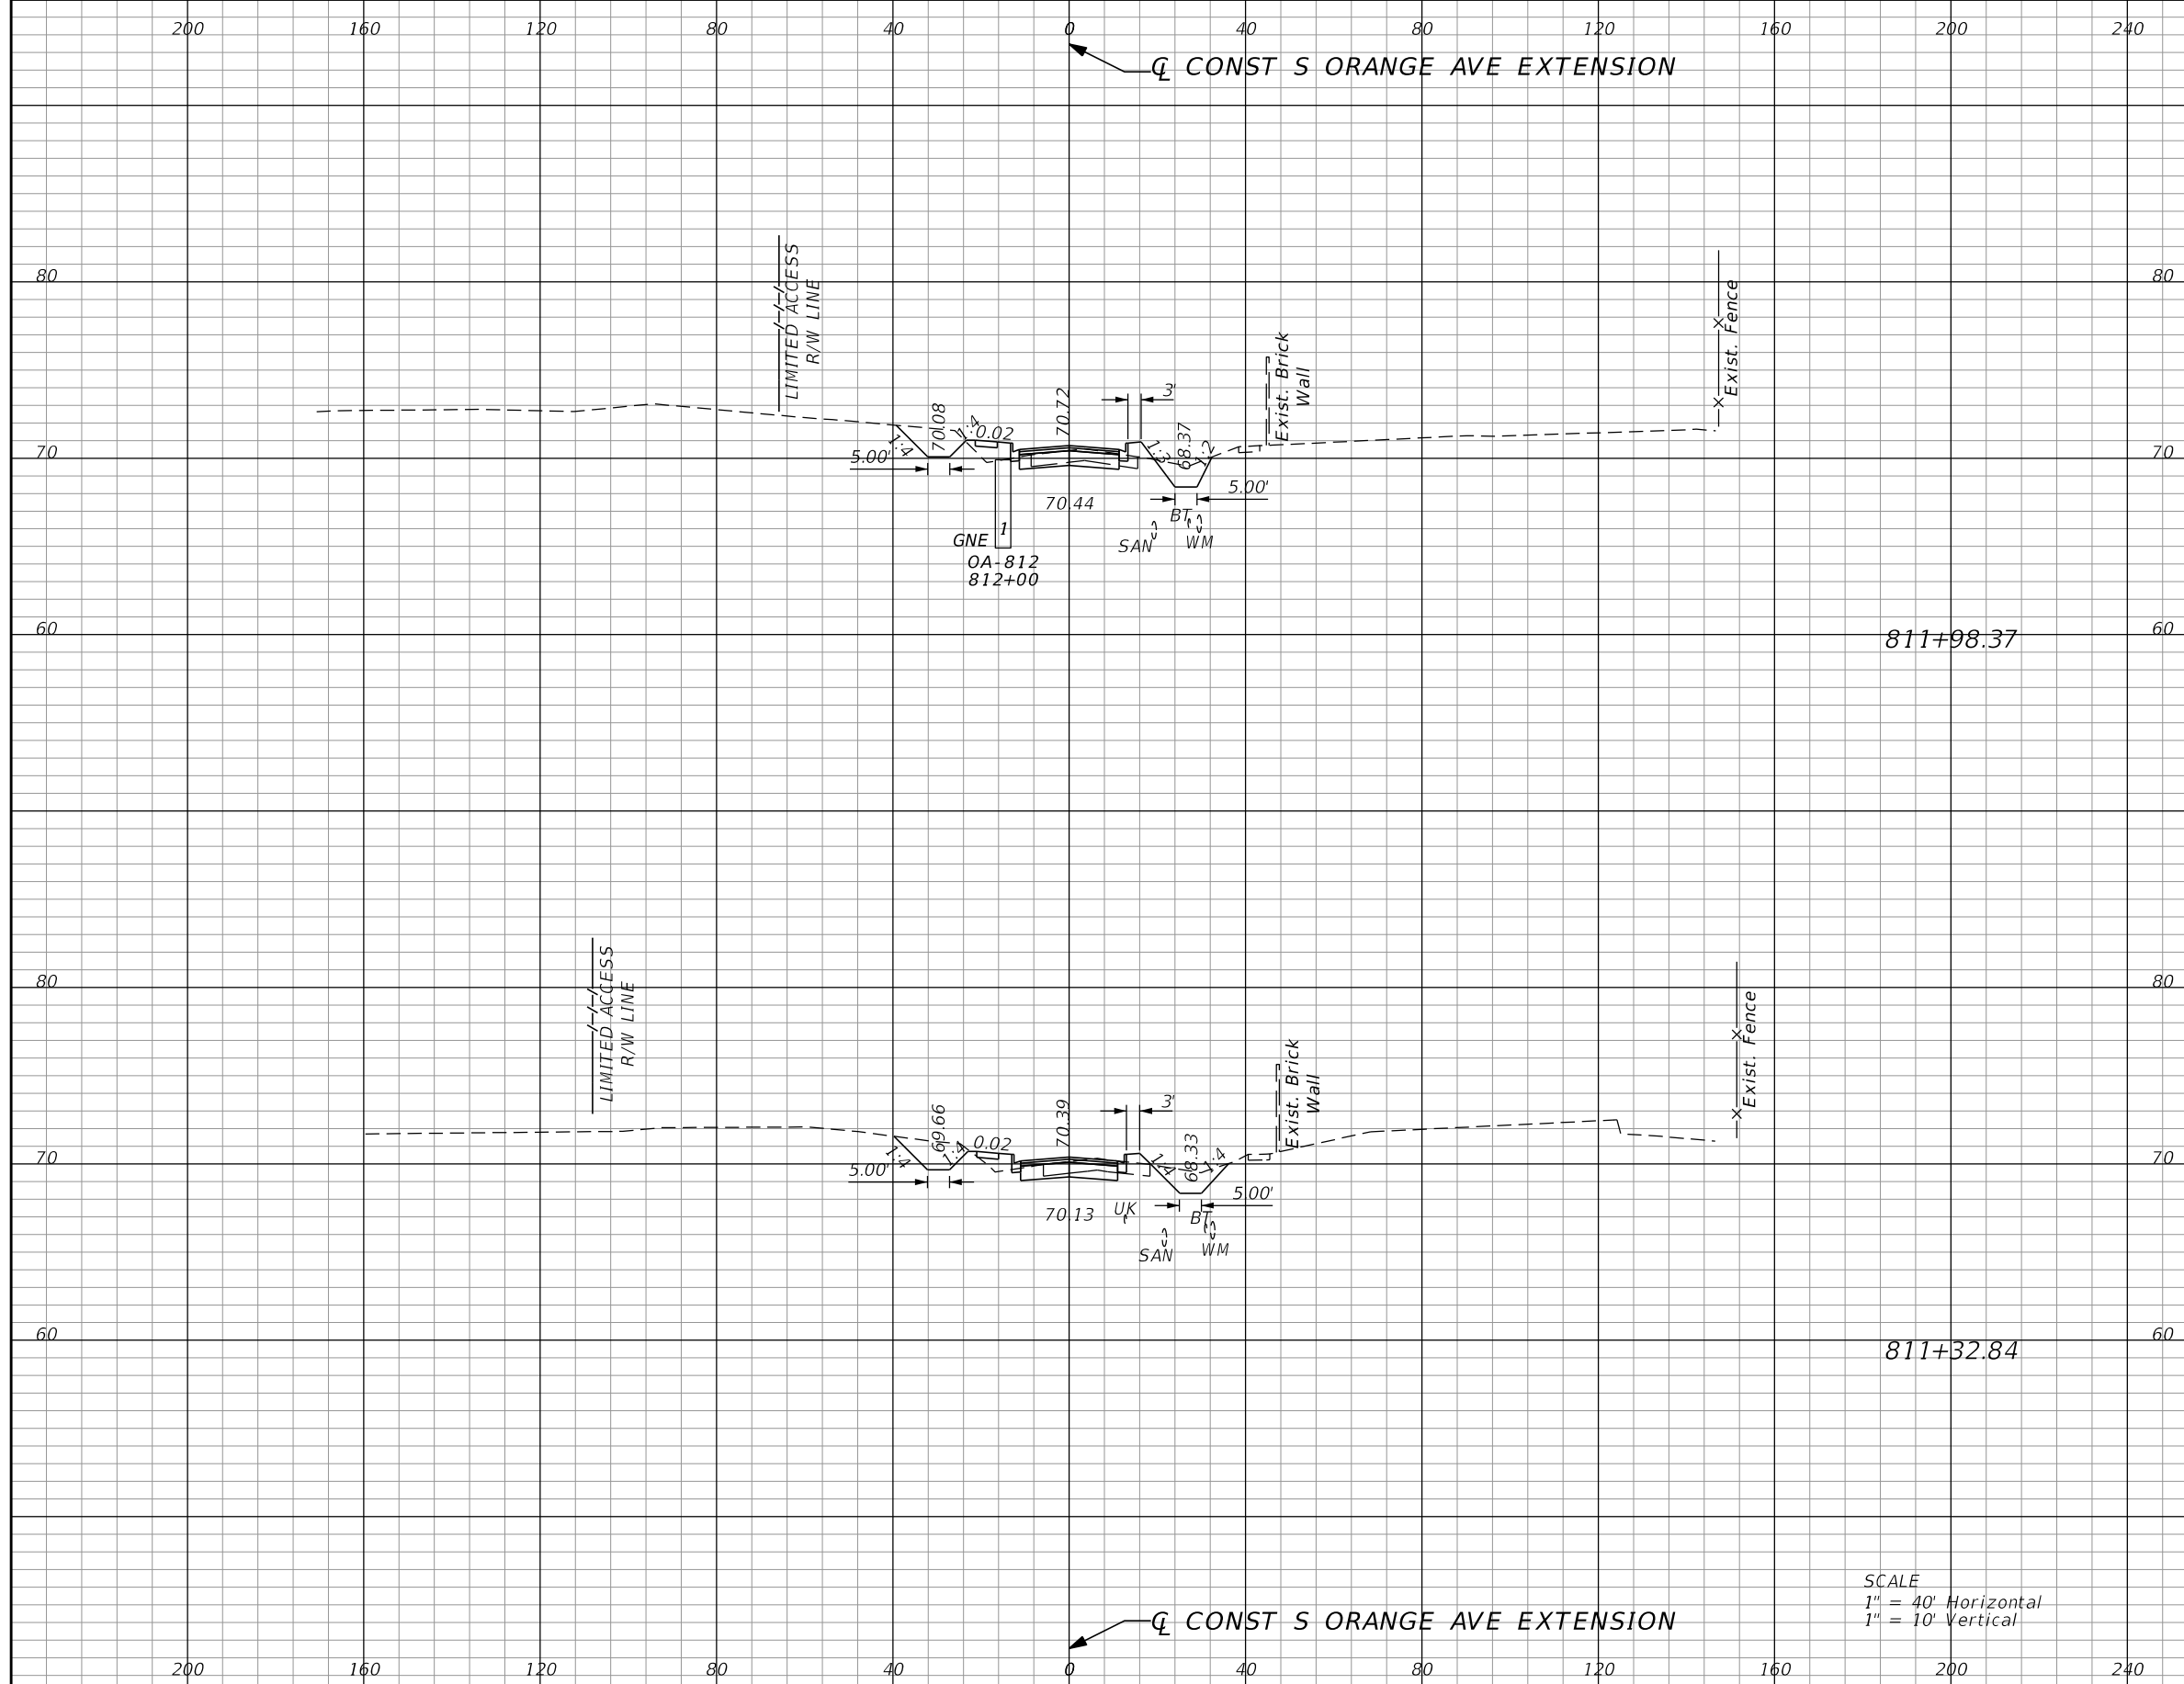 200 160 120 80 40 0 40 80 120 160 200 240
℄ CONST S ORANGE AVE EXTENSION
LIMITED ACCESS
R/W LINE
Exist. Fence
80 80
Exist. Brick
Wall
3'
70.72
70.08
68.37
1:4
1:4
0.02
1:3
1:2
70 70
5.00'
5.00'
70.44
BT
SAN
WM
1
GNE
OA-812
812+00
60 60
811+98.37
LIMITED ACCESS
R/W LINE
Exist. Fence
80 80
Exist. Brick
Wall
3'
70.39
69.66
68.33
1:4
1:4
0.02
1:4
1:4
70 70
5.00'
5.00'
70.13
UK
BT
SAN
WM
60 60
811+32.84
SCALE
1" = 40' Horizontal
1" = 10' Vertical
℄ CONST S ORANGE AVE EXTENSION
200 160 120 80 40 0 40 80 120 160 200 240